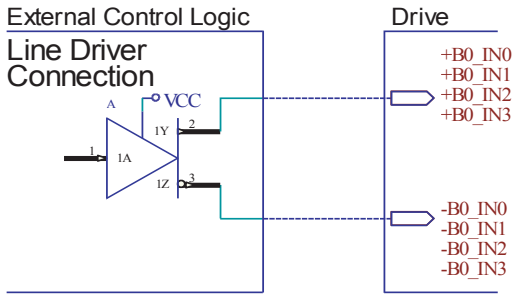 External Control Logic
Drive
Line Driver
Connection
A
VCC
1
1A
1Y
2
1Z
3
+B0_IN0
+B0_IN1
+B0_IN2
+B0_IN3
-B0_IN0
-B0_IN1
-B0_IN2
-B0_IN3